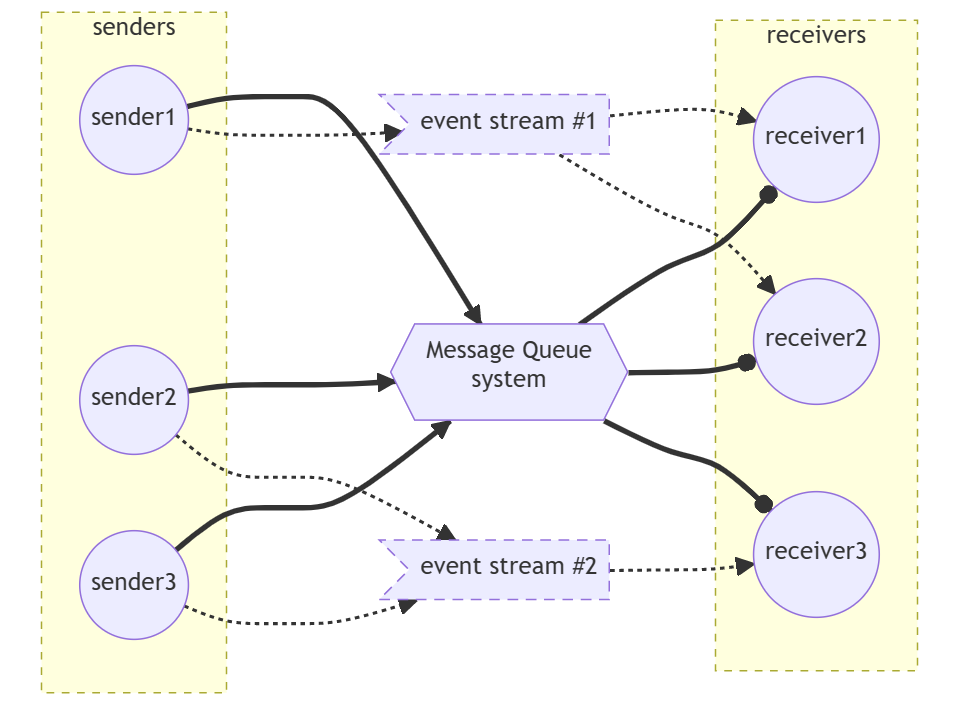 senders
receivers
sender1
event stream #1
receiver1
Message Queue
system
receiver2
sender2
event stream #2
receiver3
sender3